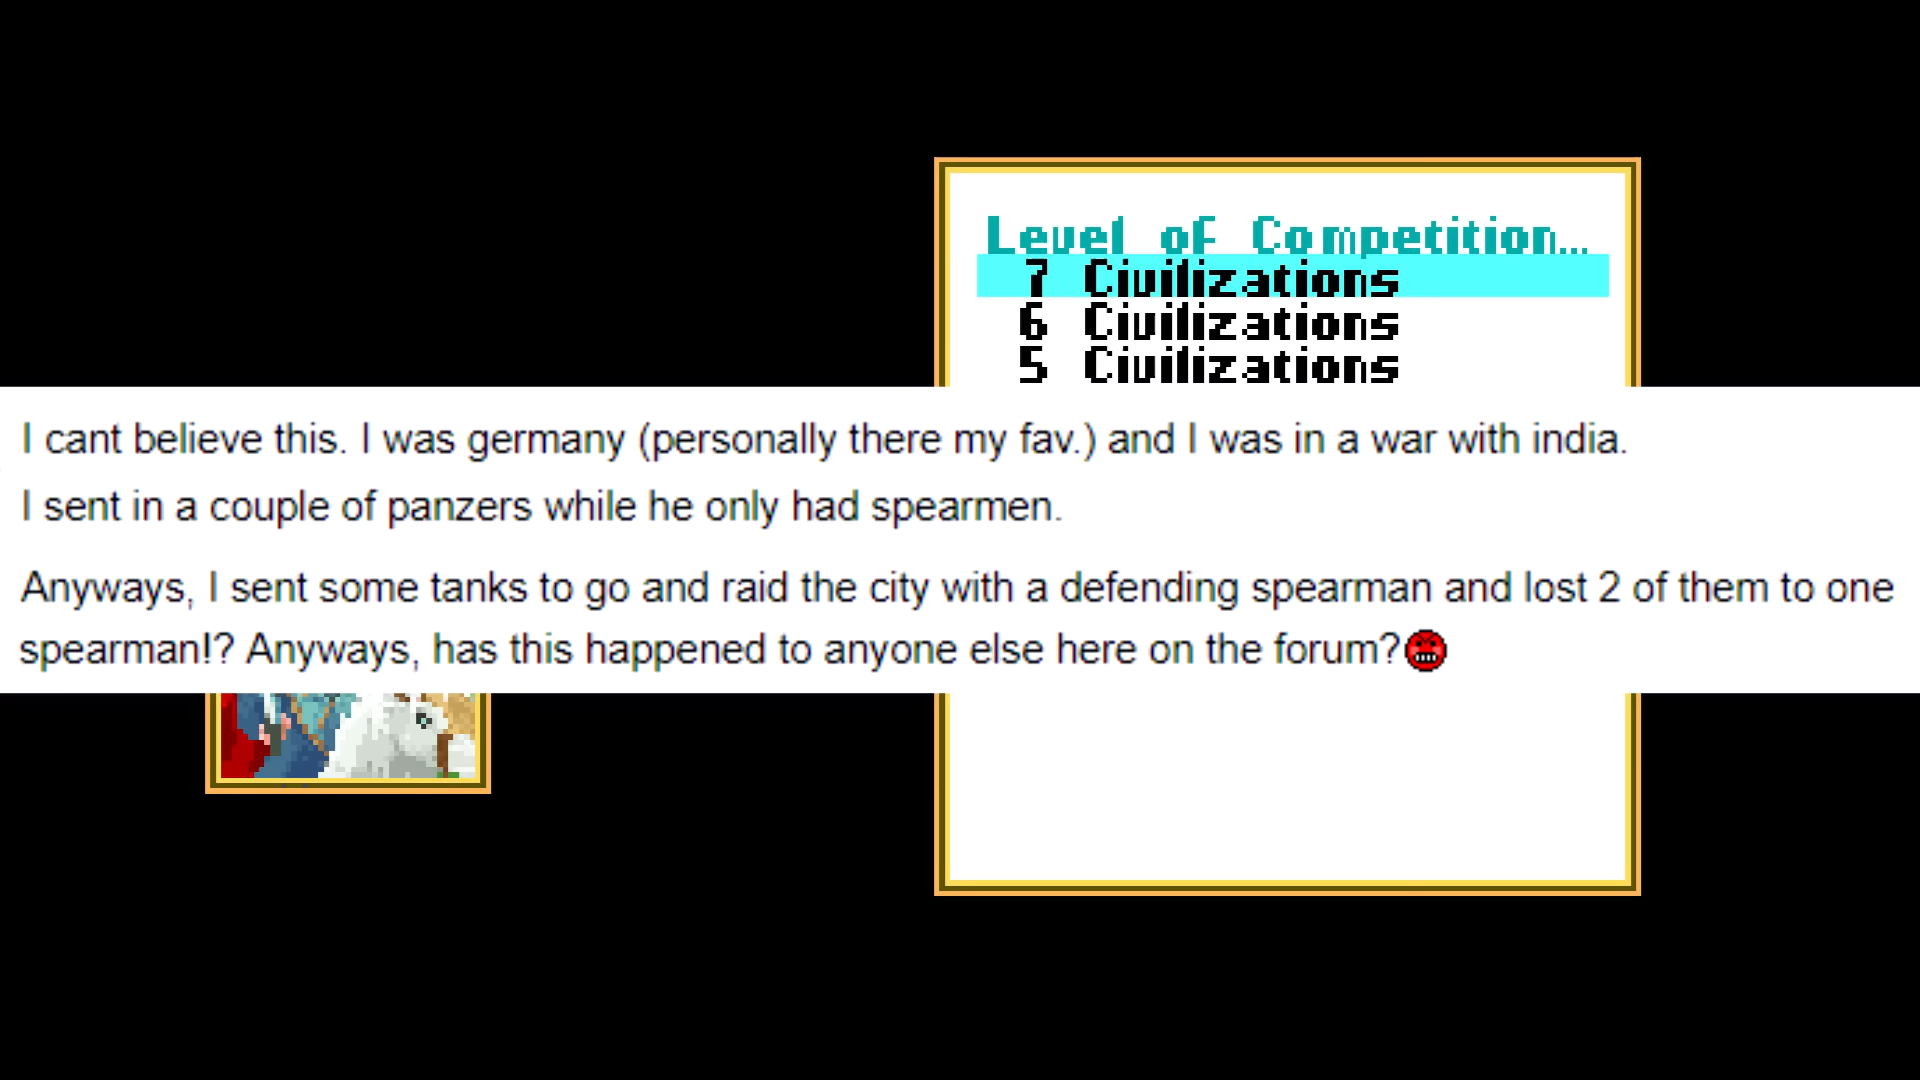 Level of Competition...
7 Civilizations
6 Civilizations
5 Civilizations
I cant believe this. I was germany (personally there my fav.) and I was in a war with india.
I sent in a couple of panzers while he only had spearmen.
Anyways, I sent some tanks to go and raid the city with a defending spearman and lost 2 of them to one
spearman!? Anyways, has this happened to anyone else here on the forum?